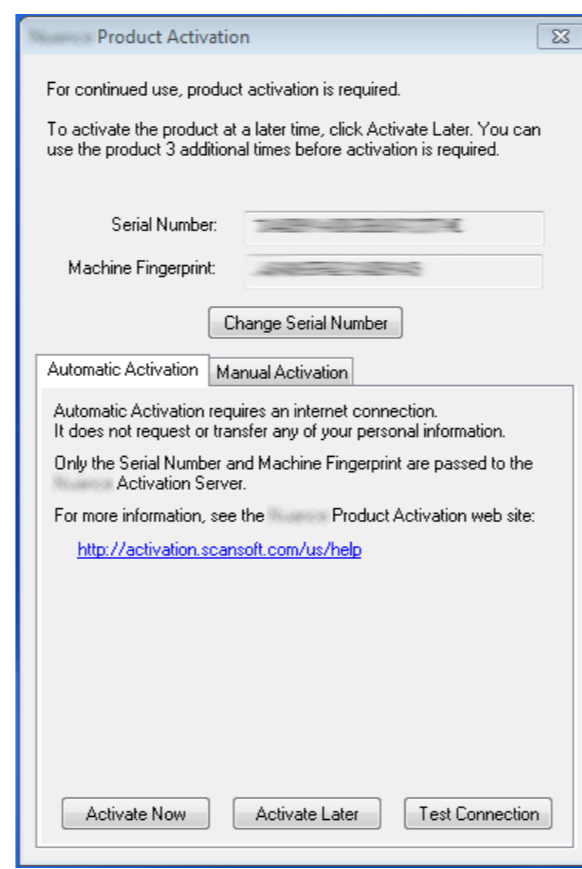 Product Activation
For continued use, product activation is required.
To activate the product at a later time, click Activate Later. You can
use the product 3 additional times before activation is required.
Serial Number:
Machine Fingerprint:
Change Serial Number
Automatic Activation Manual Activation
Automatic Activation requires an internet connection.
It does not request or transfer any of your personal information.
Only the Serial Number and Machine Fingerprint are passed to the
Activation Server.
For more information, see the Product Activation web site:
http://activation.scansoft.com/us/help
Activate Now Activate Later Test Connection